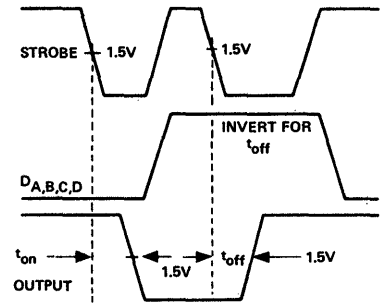 STROBE 1.5V 1.5V
INVERT FOR
toff
DA,B,C,D
ton 1.5V toff 1.5V
OUTPUT